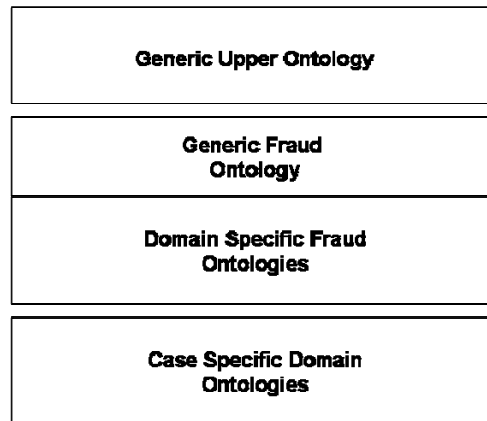 Generic Upper Ontology
Generic Fraud
Ontology
Domain Specific Fraud
Ontologies
Case Specific Domain
Ontologies